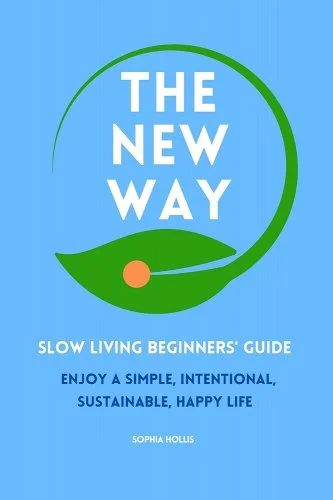 THE
NEW
WAY
SLOW LIVING BEGINNERS' GUIDE
ENJOY A SIMPLE, INTENTIONAL,
SUSTAINABLE, HAPPY LIFE
SOPHIA HOLLIS